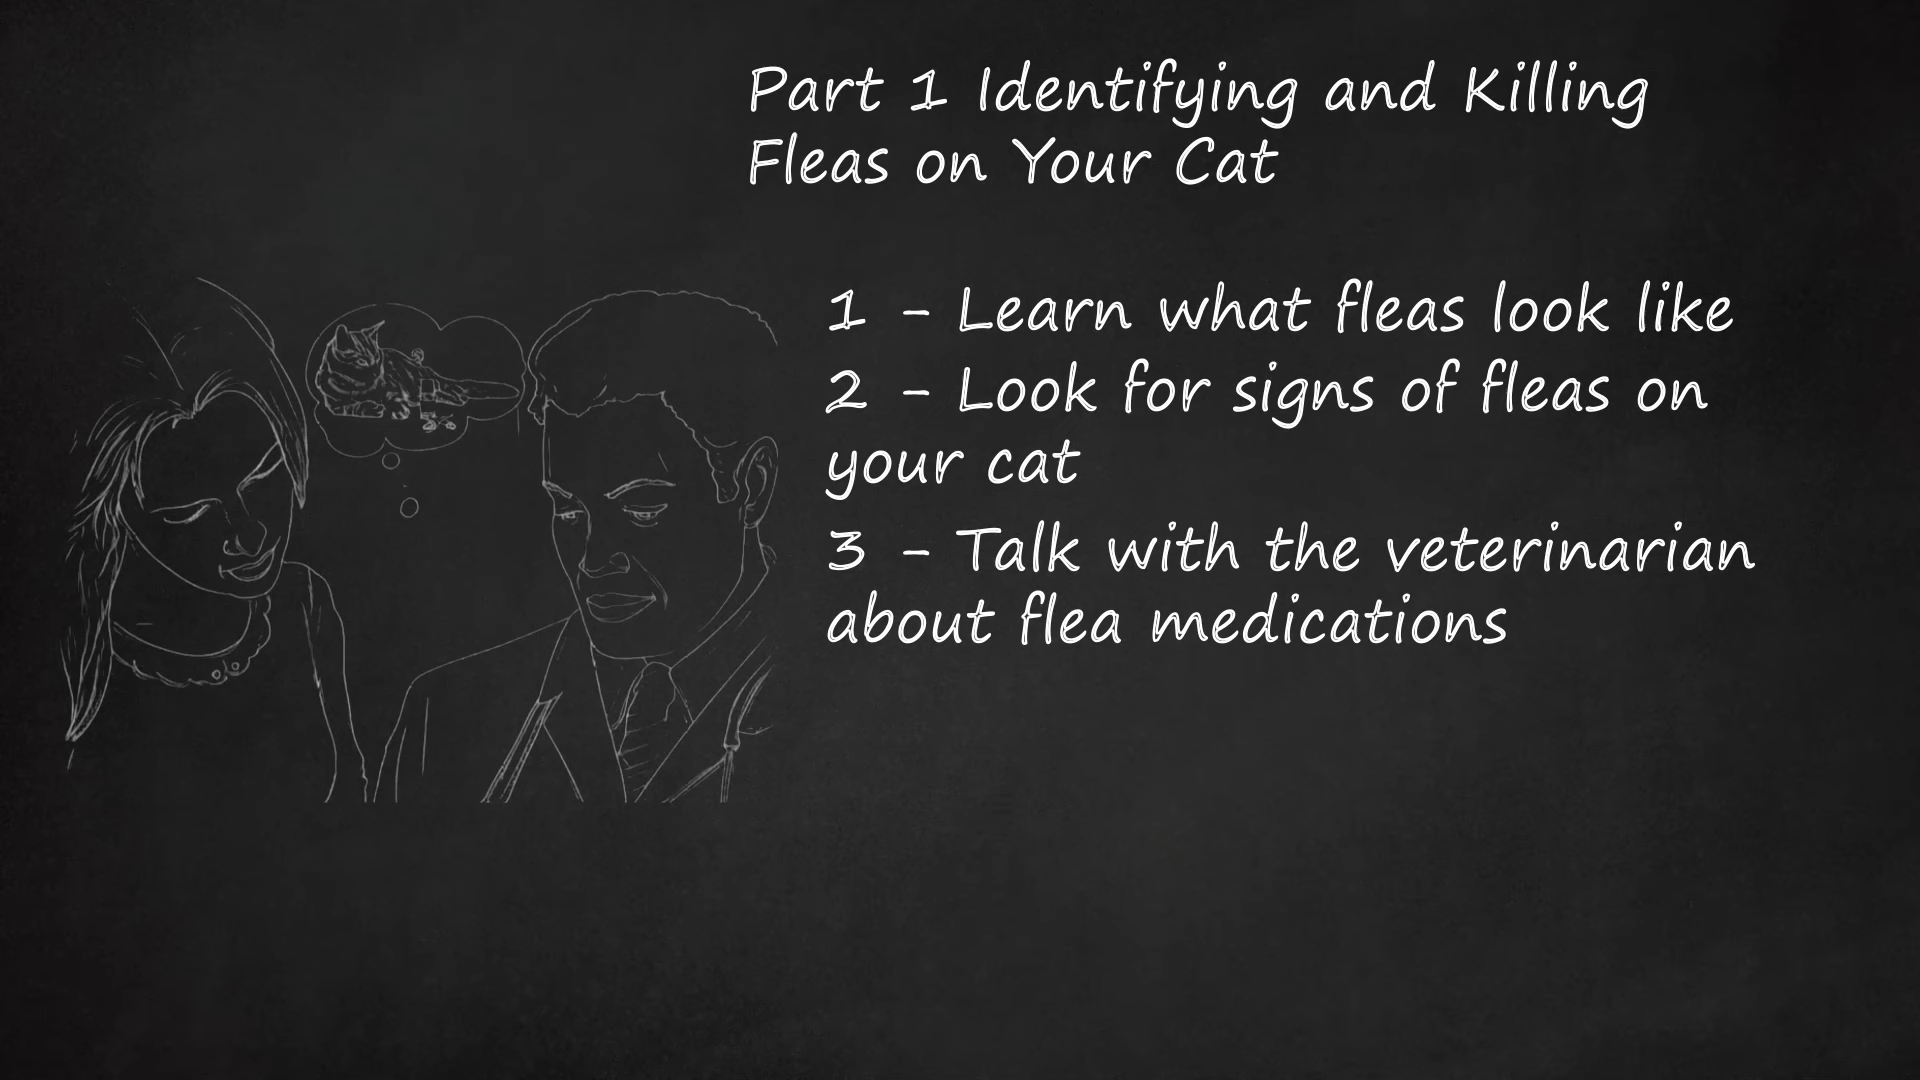 Part 1 Identifying and Killing
Fleas on Your Cat
1 - Learn what fleas look like
2 - Look for signs of fleas on
your cat
3 - Talk with the veterinarian
about flea medications